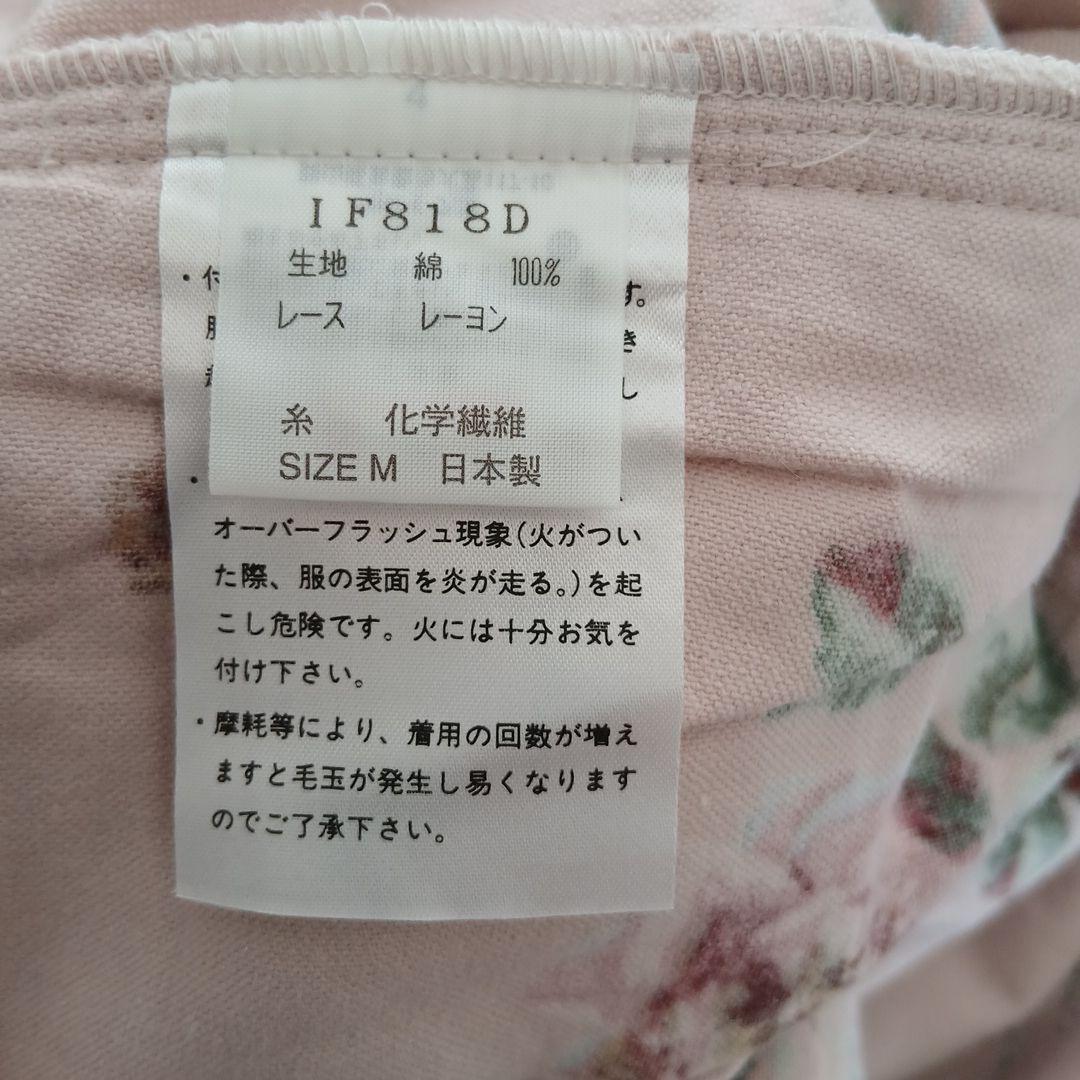 IF818D
生地 綿 100%
レース レーヨン
糸 化学繊維
SIZE M 日本製
・付
す。
き
し
オーバーフラッシュ現象(火がつい
た際、服の表面を炎が走る。)を起
こし危険です。火には十分お気を
付け下さい。
・摩耗等により、着用の回数が増え
ますと毛玉が発生し易くなります
のでご了承下さい。